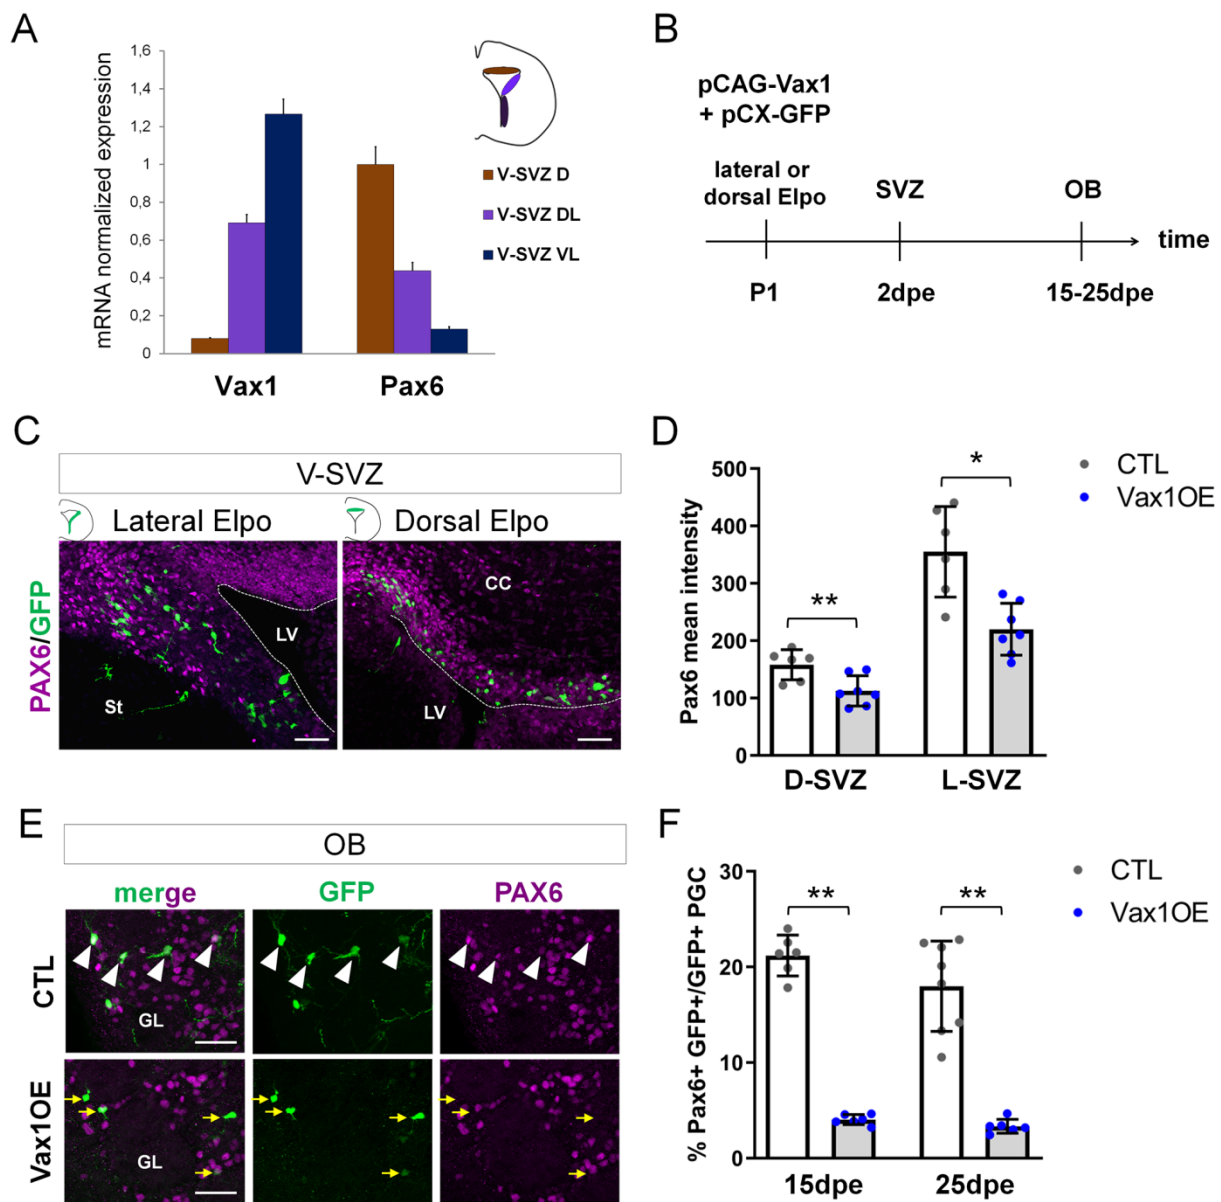 A
mRNA normalized expression
1,6
1,4
1,2
1
0,8
0,6
0,4
0,2
0
Vax1
Pax6
V-SVZ D
V-SVZ DL
V-SVZ VL
B
pCAG-Vax1
+ pCX-GFP
lateral or
dorsal Elpo
SVZ
OB
time
P1
2dpe
15-25dpe
C
V-SVZ
Lateral Elpo
Dorsal Elpo
PAX6/GFP
LV
St
CC
LV
D
Pax6 mean intensity
500
400
300
200
100
0
**
*
D-SVZ
L-SVZ
CTL
Vax1OE
E
OB
merge
GFP
PAX6
CTL
GL
Vax1OE
GL
F
% Pax6+ GFP+/GFP+ PGC
30
20
10
0
**
**
15dpe
25dpe
CTL
Vax1OE